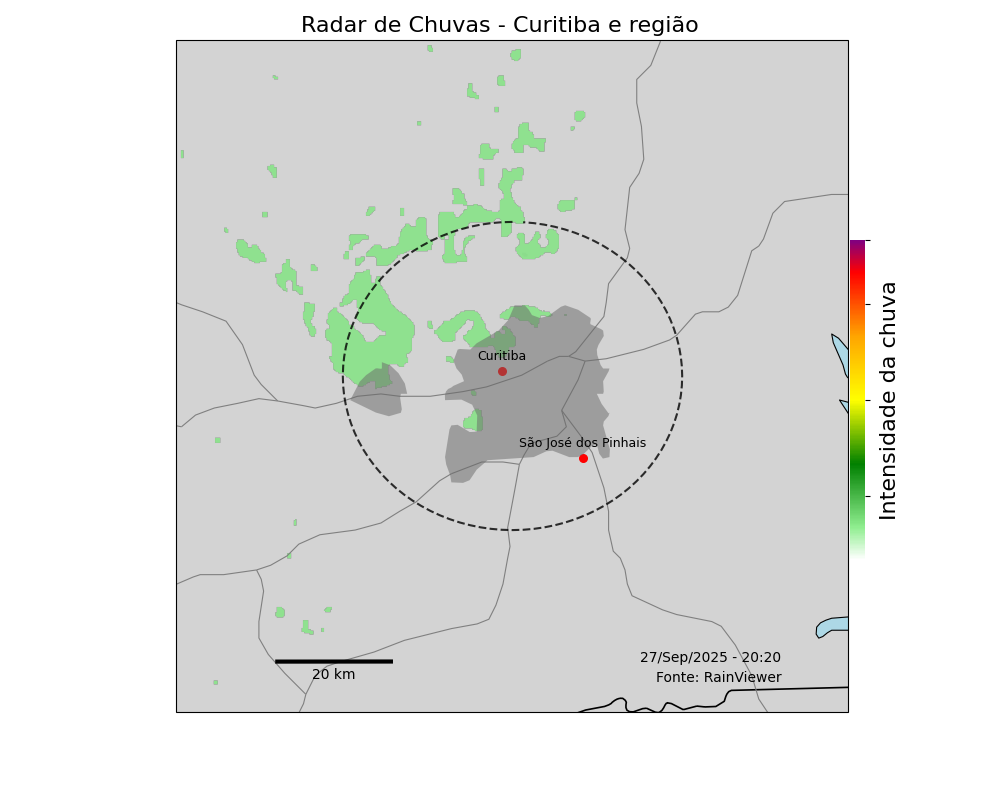 Radar de Chuvas - Curitiba e região
Curitiba
São José dos Pinhais
Intensidade da chuva
20 km
27/Sep/2025 - 20:20
Fonte: RainViewer